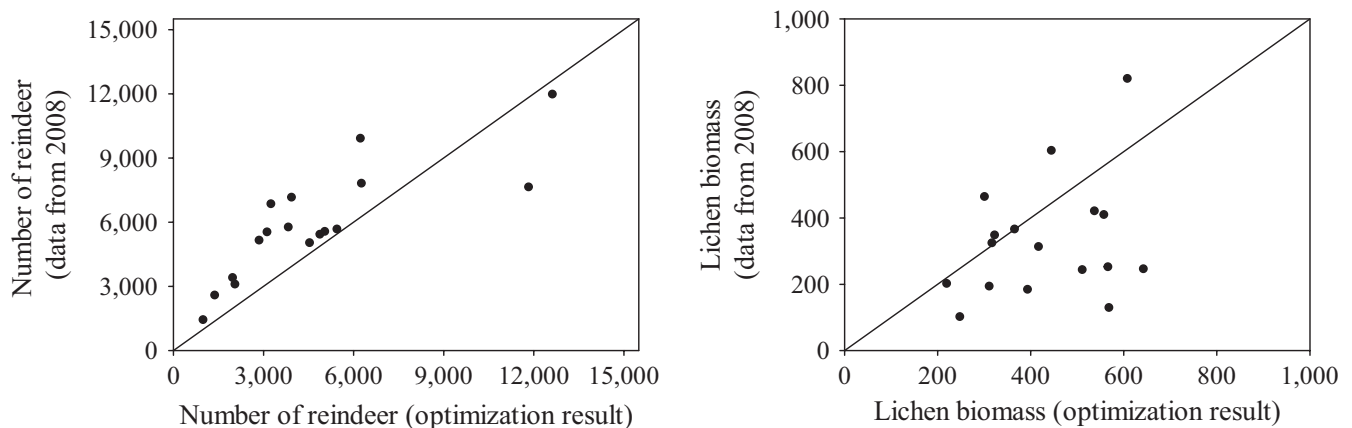 15,000
12,000
9,000
6,000
3,000
0
Number of reindeer
(data from 2008)
0 3,000 6,000 9,000 12,000 15,000
Number of reindeer (optimization result)
1,000
800
600
400
200
0
Lichen biomass
(data from 2008)
0 200 400 600 800 1,000
Lichen biomass (optimization result)